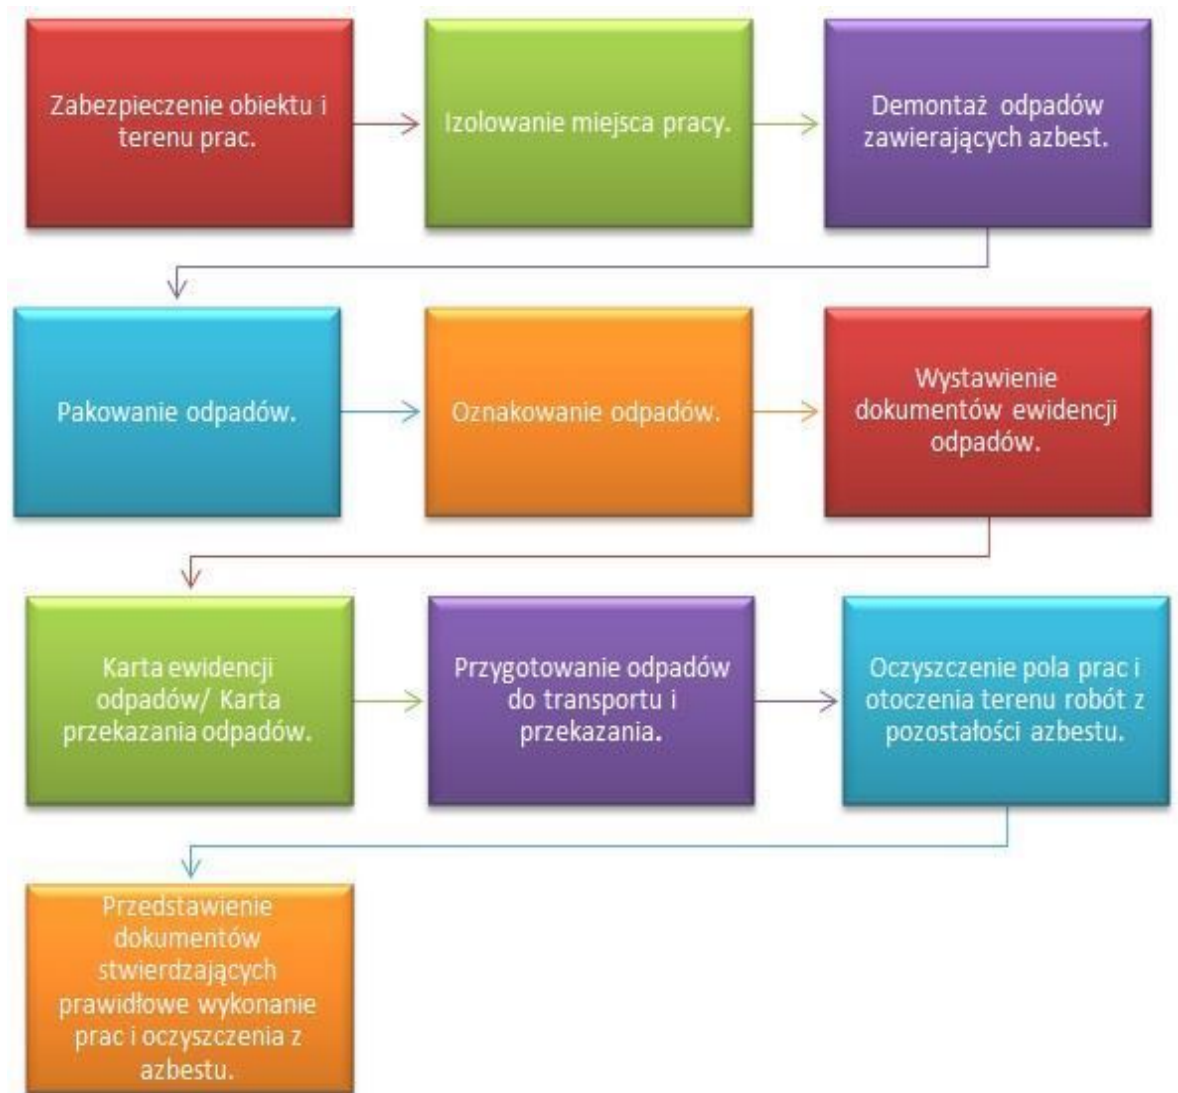 Zabezpieczenie obiektu i
terenu prac.
Izolowanie miejsca pracy.
Demontaż odpadów
zawierających azbest.
Pakowanie odpadów.
Oznakowanie odpadów.
Wystawienie
dokumentów ewidencji
odpadów.
Karta ewidencji
odpadów/ Karta
przekazania odpadów.
Przygotowanie odpadów
do transportu i
przekazania.
Oczyszczenie pola prac i
otoczenia terenu robót z
pozostałości azbestu.
Przedstawienie
dokumentów
stwierdzających
prawidłowe wykonanie
prac i oczyszczenia z
azbestu.